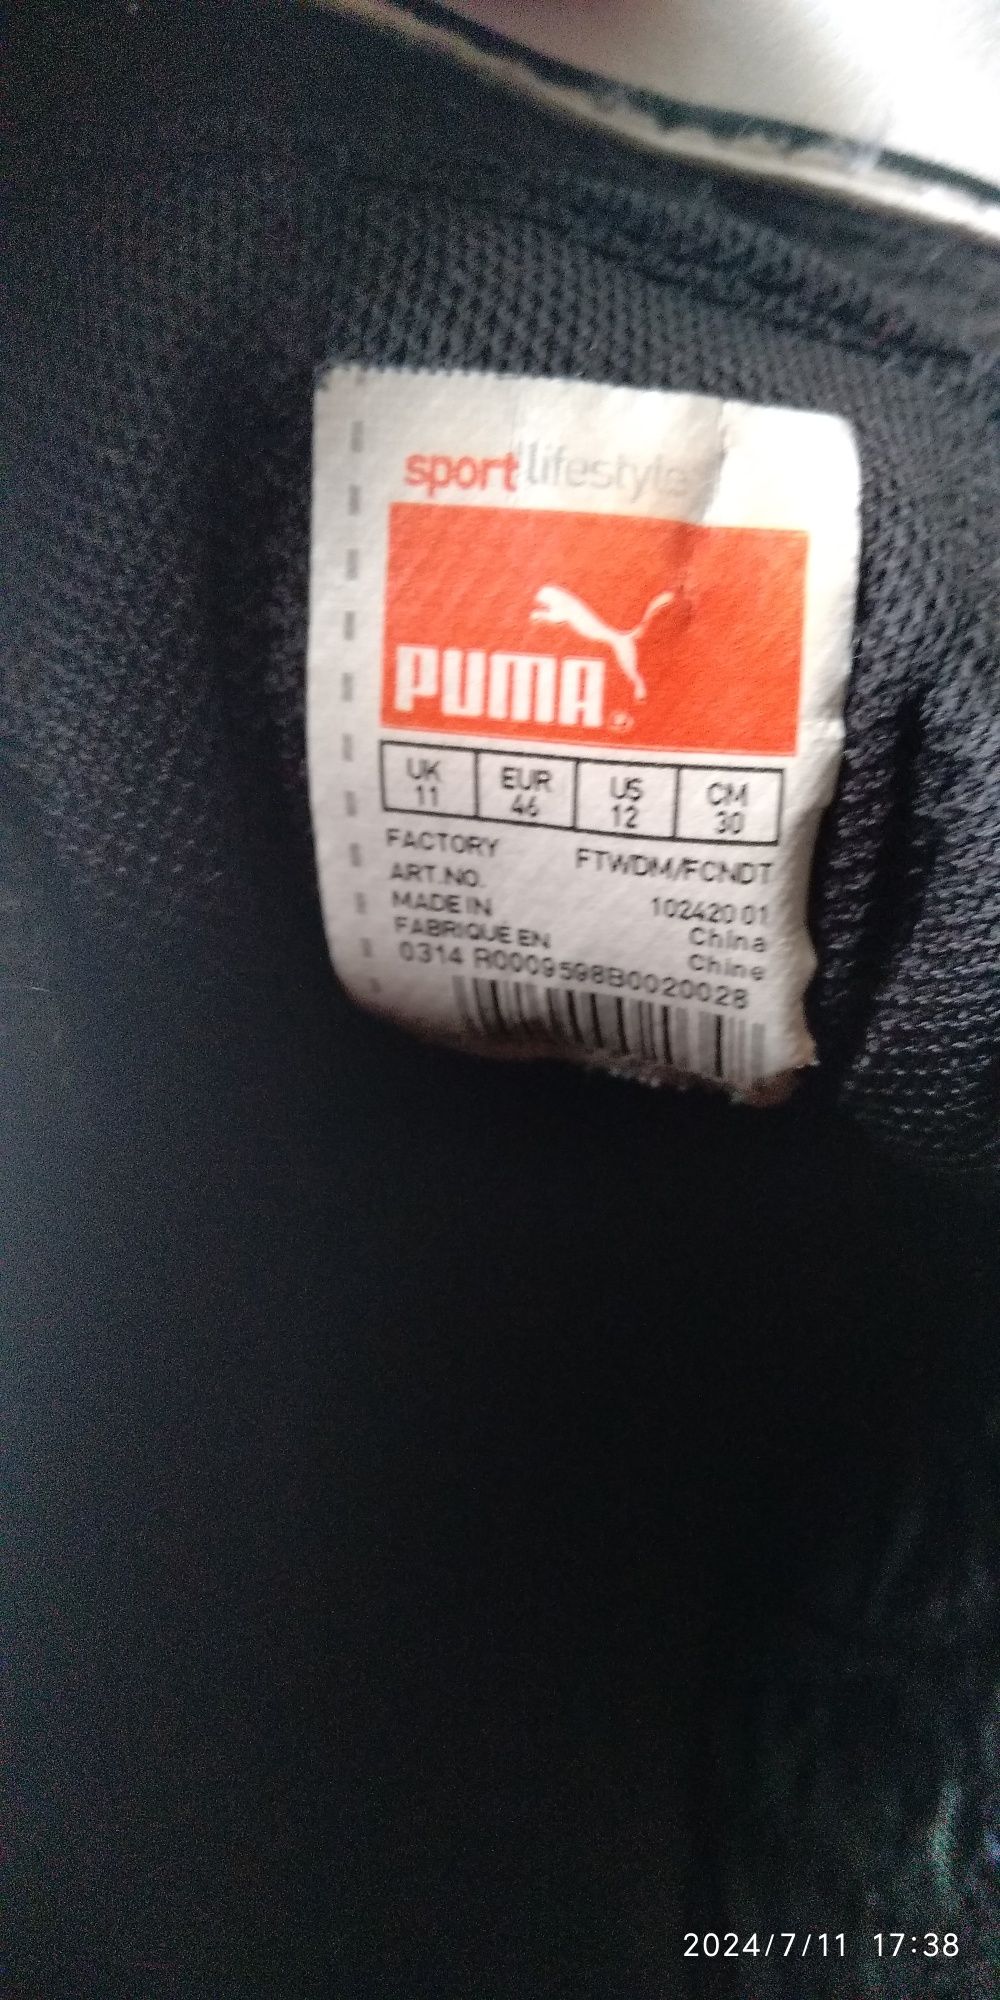 sport lifestyle
PUMA®
UK EUR US CM
11 46 12 30
FACTORY FTWDM/FCNDT
ART.NO. 102420 01
MADE IN China
FABRIQUÉ EN Chine
0314 R0009598B0020028
2024/7/11 17:38